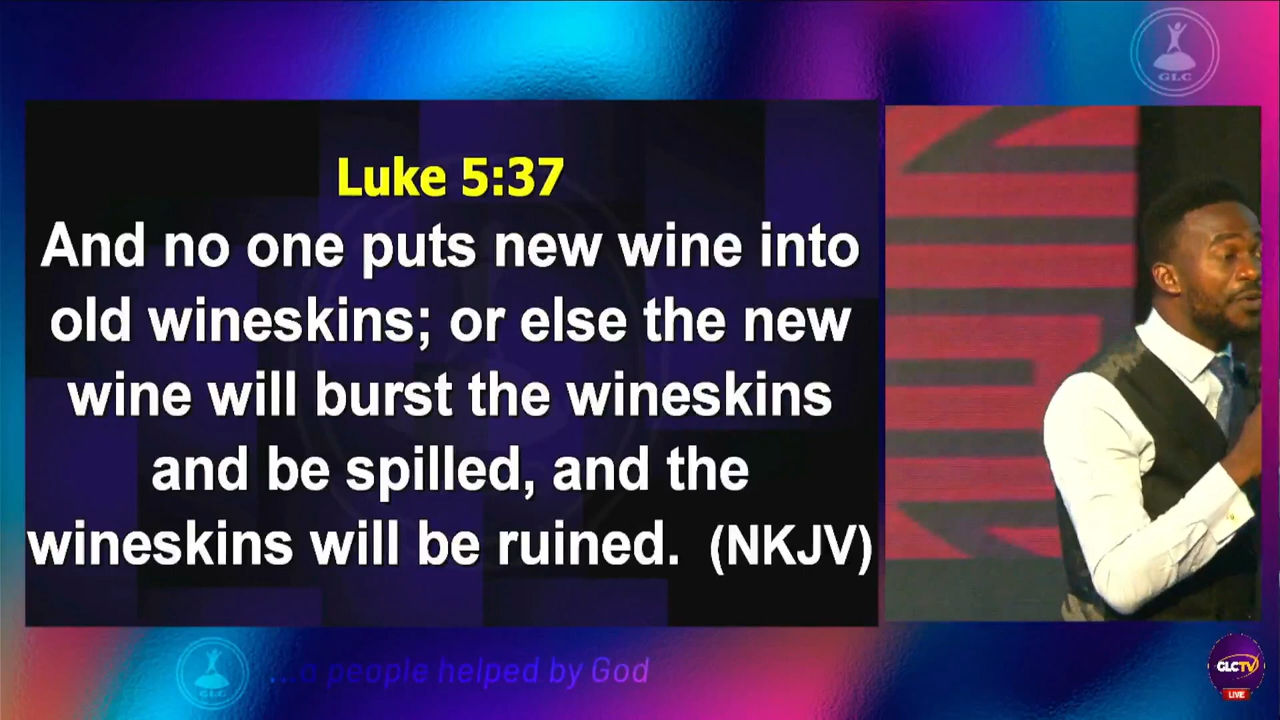 GLC
Luke 5:37
And no one puts new wine into
old wineskins; or else the new
wine will burst the wineskins
and be spilled, and the
wineskins will be ruined. (NKJV)
GLC
...a people helped by God
GLCTV
LIVE